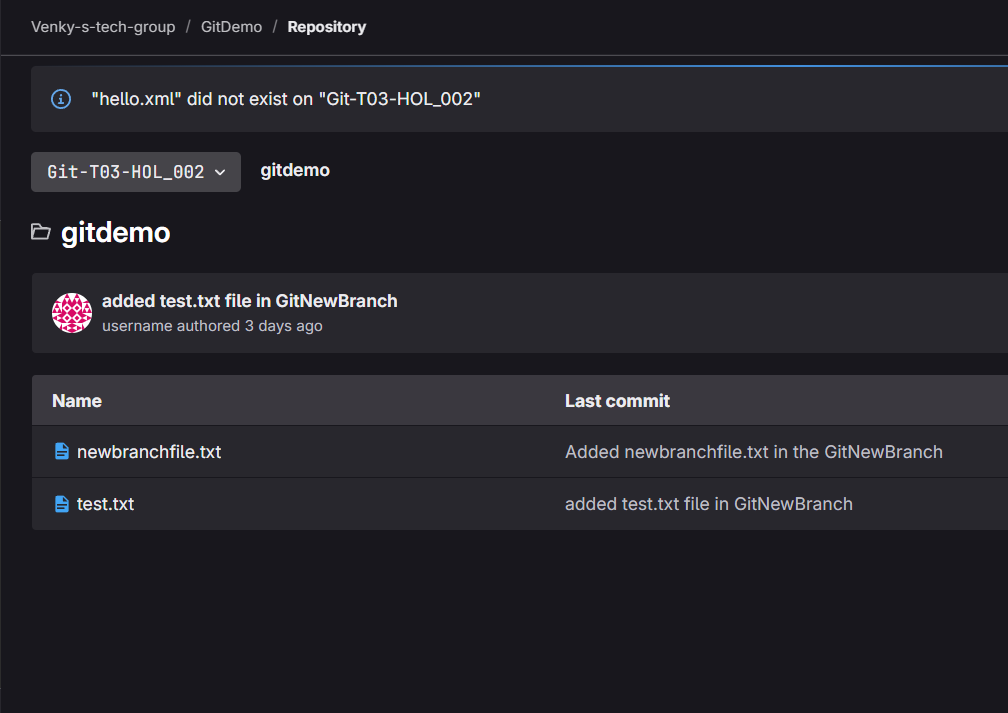 Venky-s-tech-group / GitDemo / Repository
"hello.xml" did not exist on "Git-T03-HOL_002"
Git-T03-HOL_002 gitdemo
gitdemo
added test.txt file in GitNewBranch
username authored 3 days ago
Name Last commit
newbranchfile.txt Added newbranchfile.txt in the GitNewBranch
test.txt added test.txt file in GitNewBranch